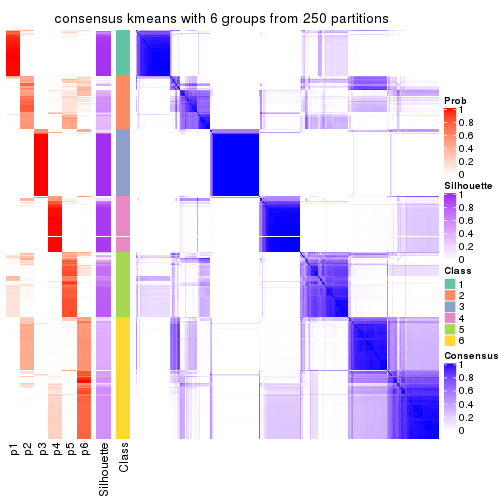 consensus kmeans with 6 groups from 250 partitions
Prob
1
0.8
0.6
0.4
0.2
0
Silhouette
1
0.8
0.6
0.4
0.2
0
Class
1
2
3
4
5
6
Consensus
1
0.8
0.6
0.4
0.2
0
p1
p2
p3
p4
p5
p6
Silhouette
Class